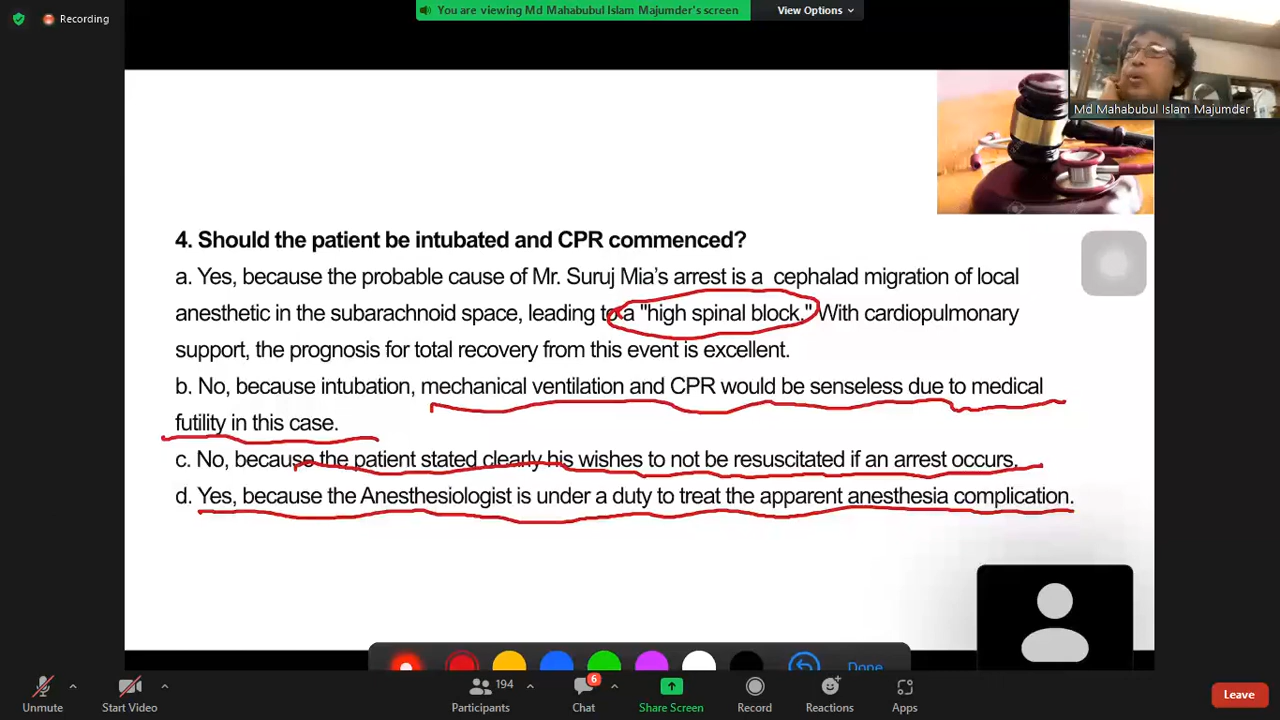 Recording
You are viewing Md Mahabubul Islam Majumder's screen
View Options
Md Mahabubul Islam Majumder
4. Should the patient be intubated and CPR commenced?
a. Yes, because the probable cause of Mr. Suruj Mia's arrest is a cephalad migration of local
anesthetic in the subarachnoid space, leading to a "high spinal block." With cardiopulmonary
support, the prognosis for total recovery from this event is excellent.
b. No, because intubation, mechanical ventilation and CPR would be senseless due to medical
futility in this case.
c. No, because the patient stated clearly his wishes to not be resuscitated if an arrest occurs.
d. Yes, because the Anesthesiologist is under a duty to treat the apparent anesthesia complication.
Done
194
6
Unmute
Start Video
Participants
Chat
Share Screen
Record
Reactions
Apps
Leave